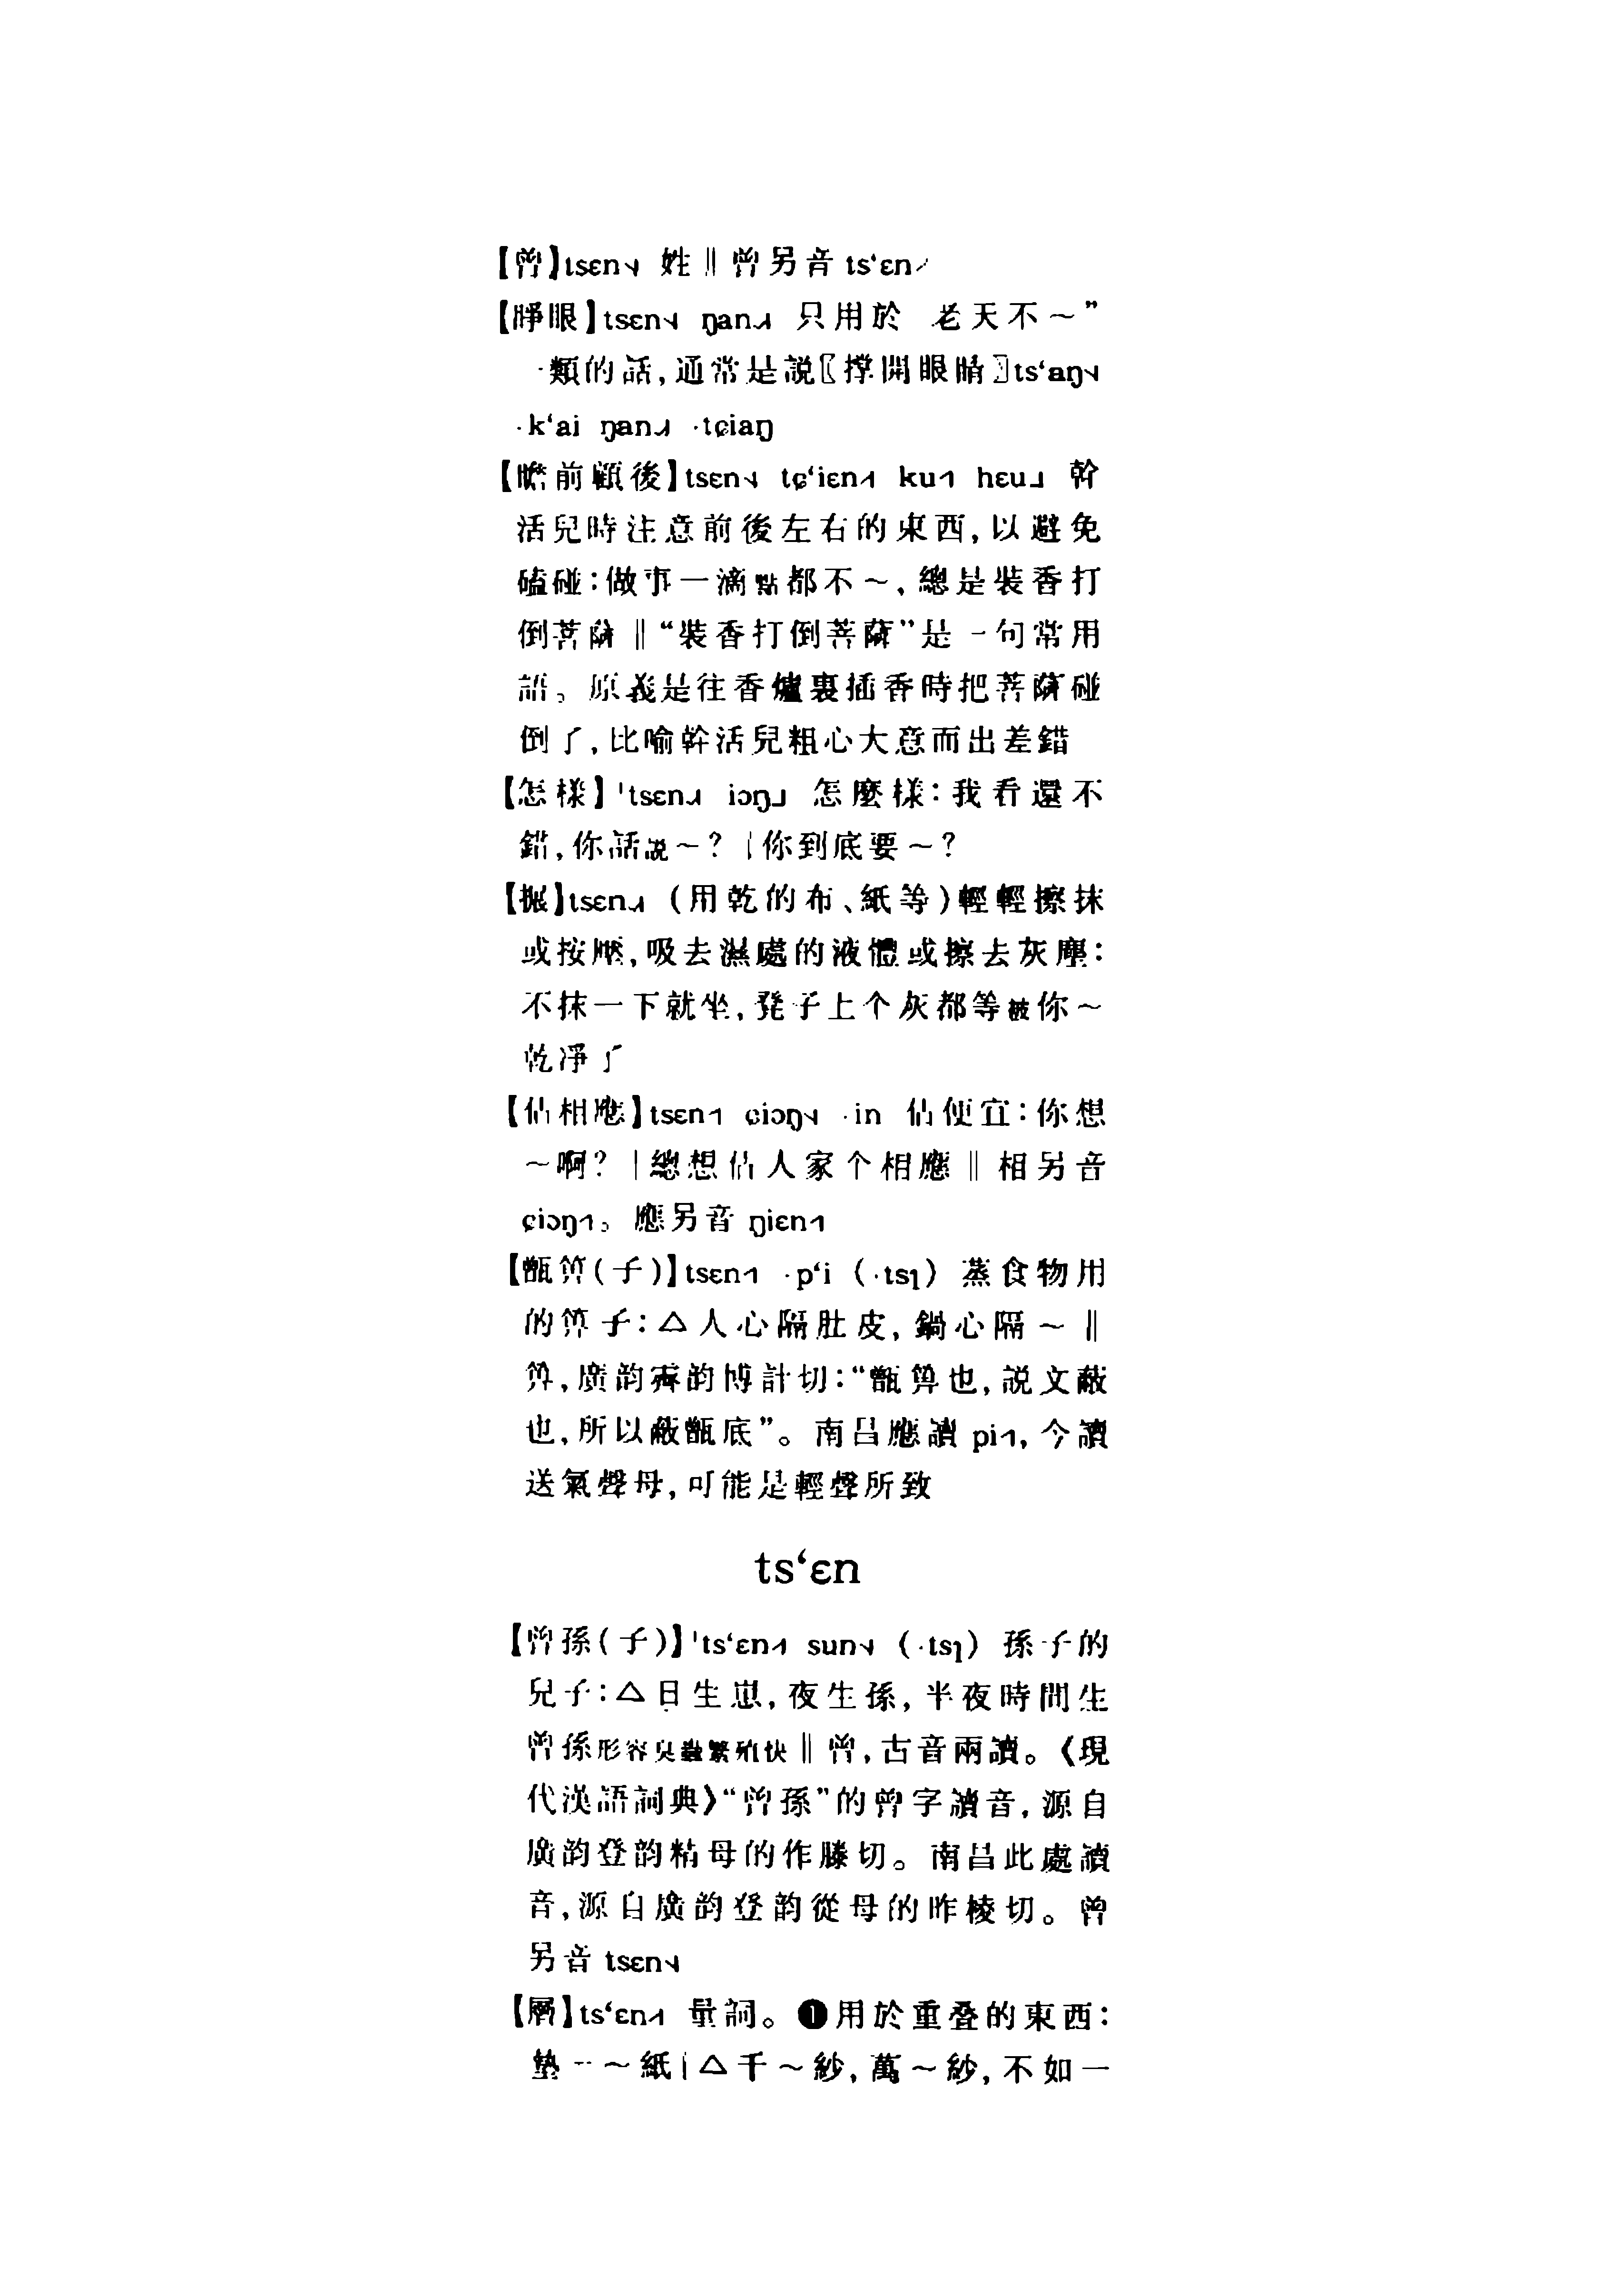 【曾】tsɛn˦˨ 姓‖曾另音 ts‘ɛn
【睜眼】tsɛn˦˨ ŋan˨˩˧ 只用於 老天不～”
一類的話,通常是說〖撑開眼睛〗ts‘aŋ˦˨
·k‘ai ŋan˨˩˧ ·tɕiaŋ
【瞻前顧後】tsɛn˦˨ tɕ‘iɛn˨˦ ku˦˥ hɛu˨˩ 幹
活兒時注意前後左右的東西,以避免
磕碰:做事一滴點都不～,總是裝香打
倒菩薩‖“裝香打倒菩薩”是一句常用
語。原義是往香爐裏插香時把菩薩碰
倒了,比喻幹活兒粗心大意而出差錯
【怎樣】ˈtsɛn˨˩˧ iɔŋ˨˩ 怎麼樣:我看還不
錯,你話説～?|你到底要～?
【搌】tsɛn˨˩˧ (用乾的布、紙等)輕輕擦抹
或按壓,吸去濕處的液體或擦去灰塵:
不抹一下就坐,凳子上个灰都等被你～
乾凈了
【佔相應】tsɛn˦˥ ɕiɔŋ˦˨ ·in 佔便宜:你想
～啊?|總想佔人家个相應‖相另音
ɕiɔŋ˦˥。應另音 ŋiɛn˦˥
【甑箅(子)】tsɛn˦˥ ·p‘i (·tsɿ) 蒸食物用
的箅子:△人心隔肚皮,鍋心隔～‖
箅,廣韵霽韵博計切:“甑箅也,説文蔽
也,所以蔽甑底”。南昌應讀 pi˦˥,今讀
送氣聲母,可能是輕聲所致
ts‘ɛn
【曾孫(子)】ˈts‘ɛn˨˦ sun˦˨ (·tsɿ) 孫子的
兒子:△日生崽,夜生孫,半夜時間生
曾孫形容臭蟲繁殖快‖曾,古音兩讀。《現
代漢語詞典》“曾孫”的曾字讀音,源自
廣韵登韵精母的作滕切。南昌此處讀
音,源自廣韵登韵從母的昨棱切。曾
另音 tsɛn˦˨
【層】ts‘ɛn˨˦ 量詞。❶用於重叠的東西:
墊一～紙|△千～紗,萬～紗,不如一